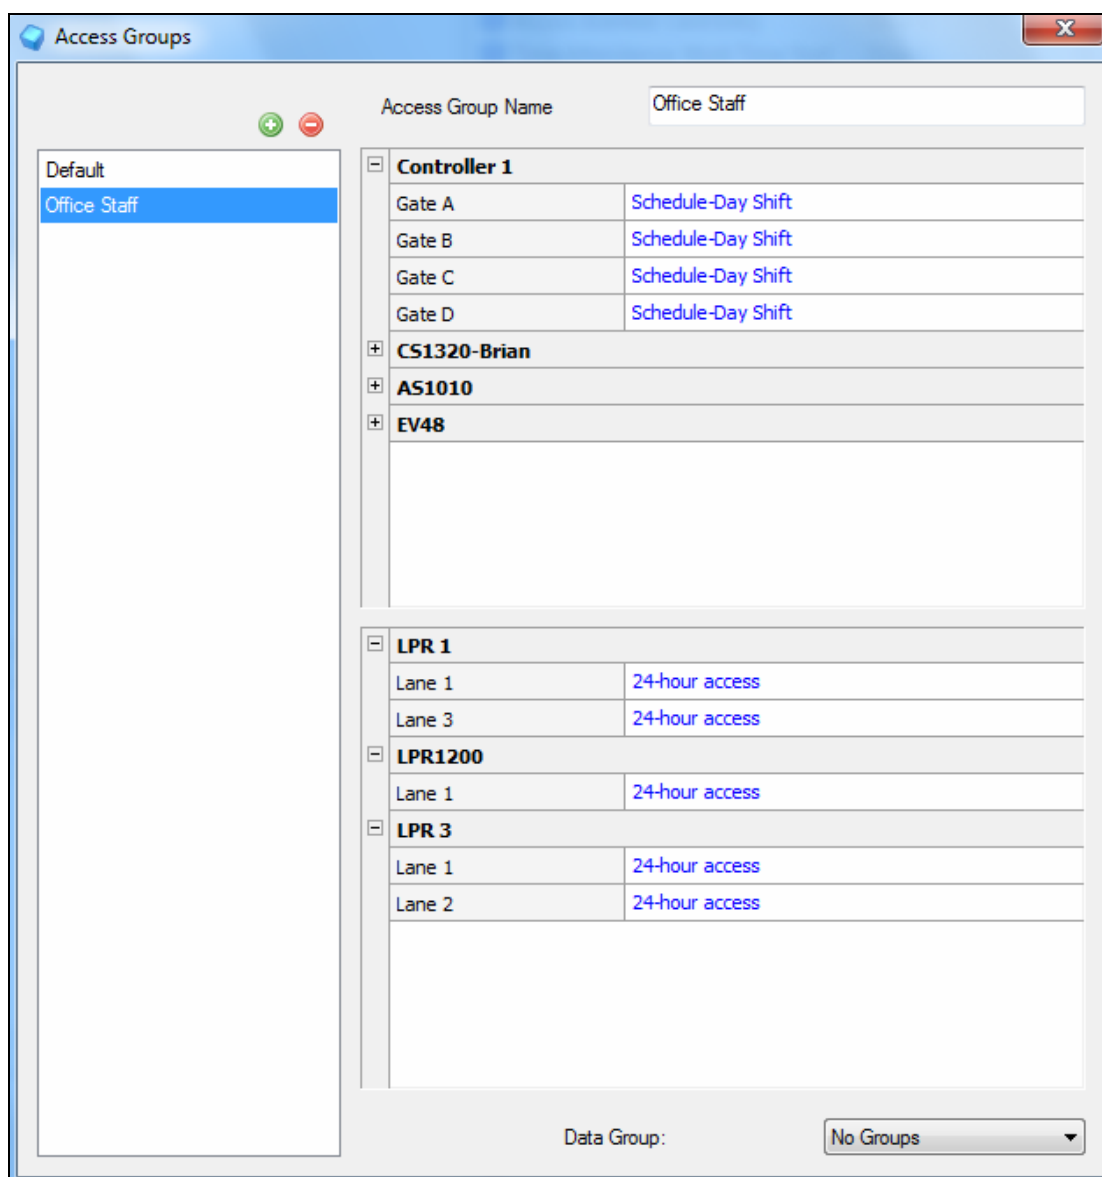 Access Groups
Access Group Name Office Staff
Default
Office Staff
Controller 1
Gate A Schedule-Day Shift
Gate B Schedule-Day Shift
Gate C Schedule-Day Shift
Gate D Schedule-Day Shift
CS1320-Brian
AS1010
EV48
LPR 1
Lane 1 24-hour access
Lane 3 24-hour access
LPR1200
Lane 1 24-hour access
LPR 3
Lane 1 24-hour access
Lane 2 24-hour access
Data Group: No Groups